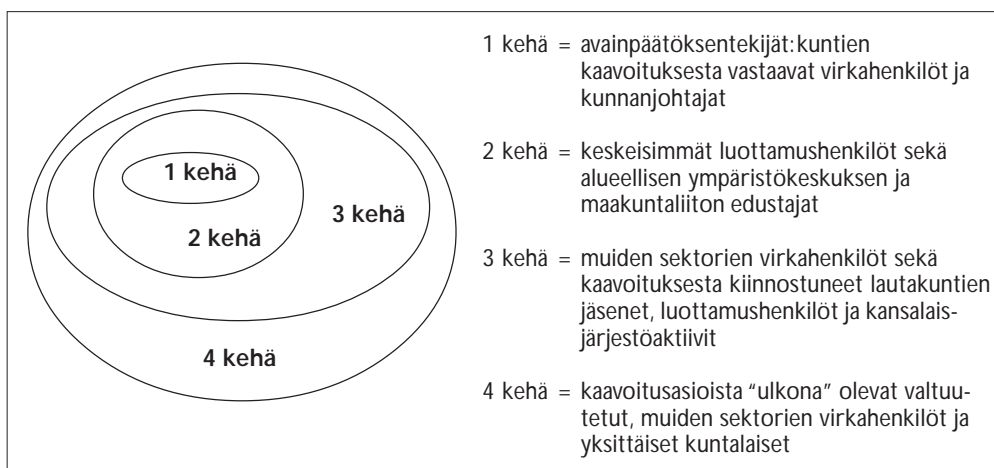 1 kehä
2 kehä
3 kehä
4 kehä
1 kehä = avainpäätöksentekijät: kuntien
kaavoituksesta vastaavat virkahenkilöt ja
kunnanjohtajat
2 kehä = keskeisimmät luottamushenkilöt sekä
alueellisen ympäristökeskuksen ja
maakuntaliiton edustajat
3 kehä = muiden sektorien virkahenkilöt sekä
kaavoituksesta kiinnostuneet lautakuntien
jäsenet, luottamushenkilöt ja kansalais-
järjestöaktiivit
4 kehä = kaavoitusasioista "ulkona" olevat valtuu-
tetut, muiden sektorien virkahenkilöt ja
yksittäiset kuntalaiset